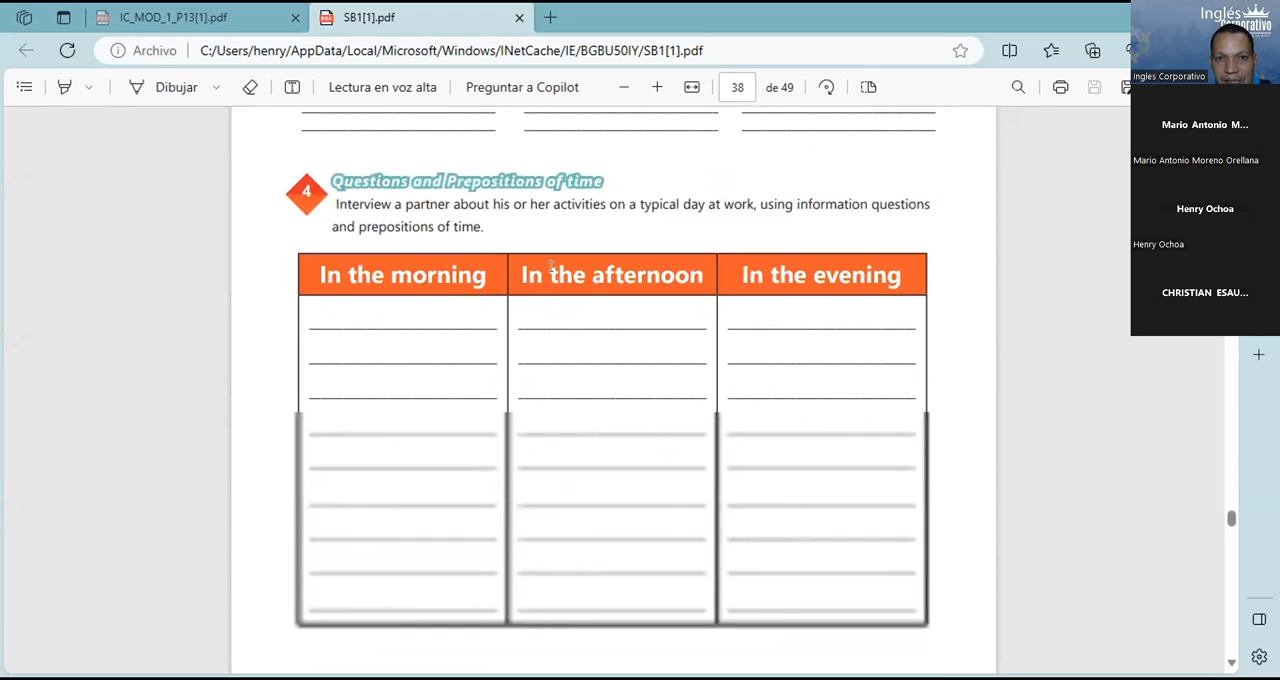 IC_MOD_1_P13[1].pdf
SB1[1].pdf
Archivo
C:/Users/henry/AppData/Local/Microsoft/Windows/INetCache/IE/BGBU50IY/SB1[1].pdf
Dibujar
Lectura en voz alta
Preguntar a Copilot
38
de 49
Inglés
Corporativo
Ingles Corporativo
Mario Antonio M...
Mario Antonio Moreno Orellana
Henry Ochoa
Henry Ochoa
CHRISTIAN ESAU...
4
Questions and Prepositions of time
Interview a partner about his or her activities on a typical day at work, using information questions
and prepositions of time.
In the morning
In the afternoon
In the evening